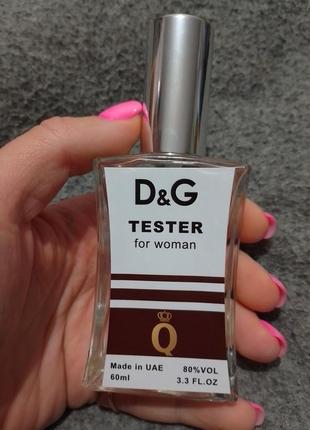 D&G
TESTER
for woman
Q
Made in UAE 80%VOL
60ml 3.3 FL.OZ